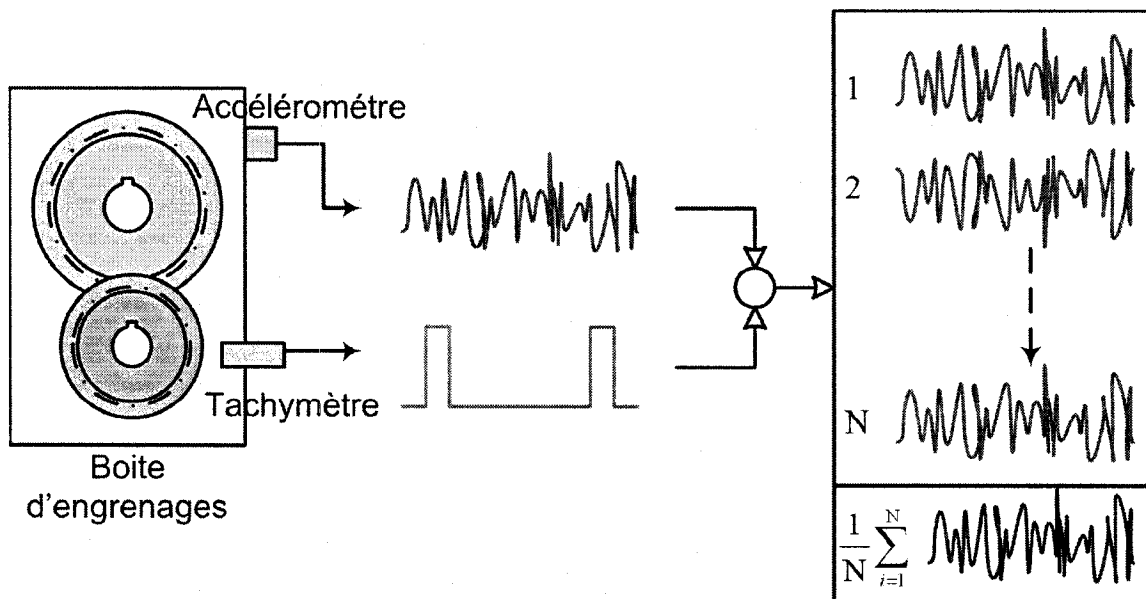 Accéléromètre
Tachymètre
Boite
d'engrenages
1
2
N
1/N ∑ i=1 N